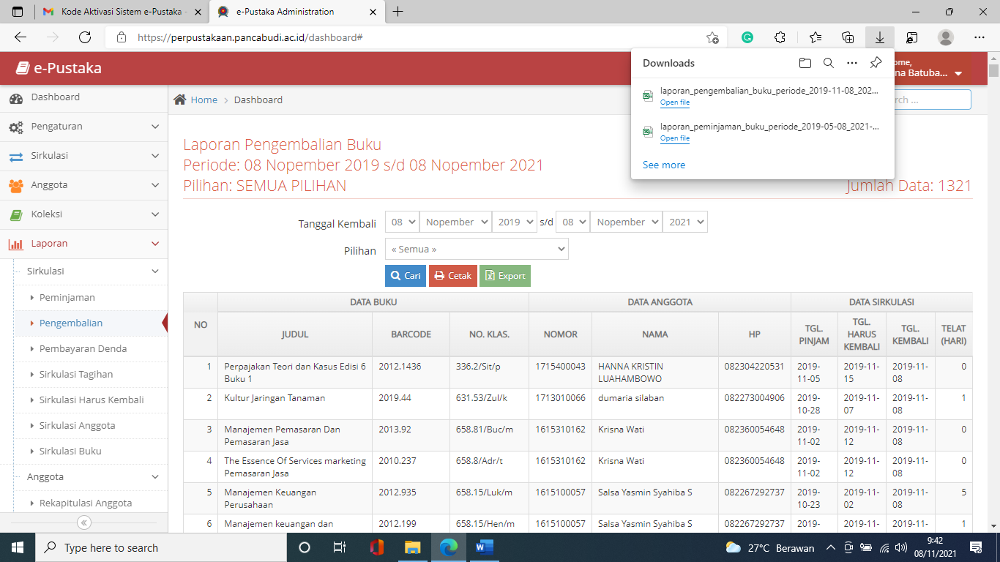 Kode Aktivasi Sistem e-Pustaka -
e-Pustaka Administration
https://perpustakaan.pancabudi.ac.id/dashboard#
Downloads
laporan_pengembalian_buku_periode_2019-11-08_202...
Open file
laporan_peminjaman_buku_periode_2019-05-08_2021-...
Open file
See more
e-Pustaka
Dashboard
Pengaturan
Sirkulasi
Anggota
Koleksi
Laporan
Sirkulasi
Peminjaman
Pengembalian
Pembayaran Denda
Sirkulasi Tagihan
Sirkulasi Harus Kembali
Sirkulasi Anggota
Sirkulasi Buku
Anggota
Rekapitulasi Anggota
Home > Dashboard
Laporan Pengembalian Buku
Periode: 08 Nopember 2019 s/d 08 Nopember 2021
Pilihan: SEMUA PILIHAN
Jumlah Data: 1321
Tanggal Kembali 08 Nopember 2019 s/d 08 Nopember 2021
Pilihan « Semua »
Cari Cetak Export
NO DATA BUKU DATA ANGGOTA DATA SIRKULASI
JUDUL BARCODE NO. KLAS. NOMOR NAMA HP TGL. PINJAM TGL. HARUS KEMBALI TGL. KEMBALI TELAT (HARI)
1 Perpajakan Teori dan Kasus Edisi 6 Buku 1 2012.1436 336.2/Sit/p 1715400043 HANNA KRISTIN LUAHAMBOWO 082304220531 2019-11-05 2019-11-15 2019-11-08 0
2 Kultur Jaringan Tanaman 2019.44 631.53/Zul/k 1713010066 dumaria silaban 082273004906 2019-10-28 2019-11-07 2019-11-08 1
3 Manajemen Pemasaran Dan Pemasaran Jasa 2013.92 658.81/Buc/m 1615310162 Krisna Wati 082360054648 2019-11-02 2019-11-12 2019-11-08 0
4 The Essence Of Services marketing Pemasaran Jasa 2010.237 658.8/Adr/t 1615310162 Krisna Wati 082360054648 2019-11-02 2019-11-12 2019-11-08 0
5 Manajemen Keuangan Perusahaan 2012.935 658.15/Luk/m 1615100057 Salsa Yasmin Syahiba S 082267292737 2019-10-23 2019-11-02 2019-11-08 5
6 Manajemen keuangan dan 2012.199 658.15/Hen/m 1615100057 Salsa Yasmin Syahiba S 082267292737 2019- 2019-11- 2019-11- 1
Type here to search
27°C Berawan
9:42
08/11/2021